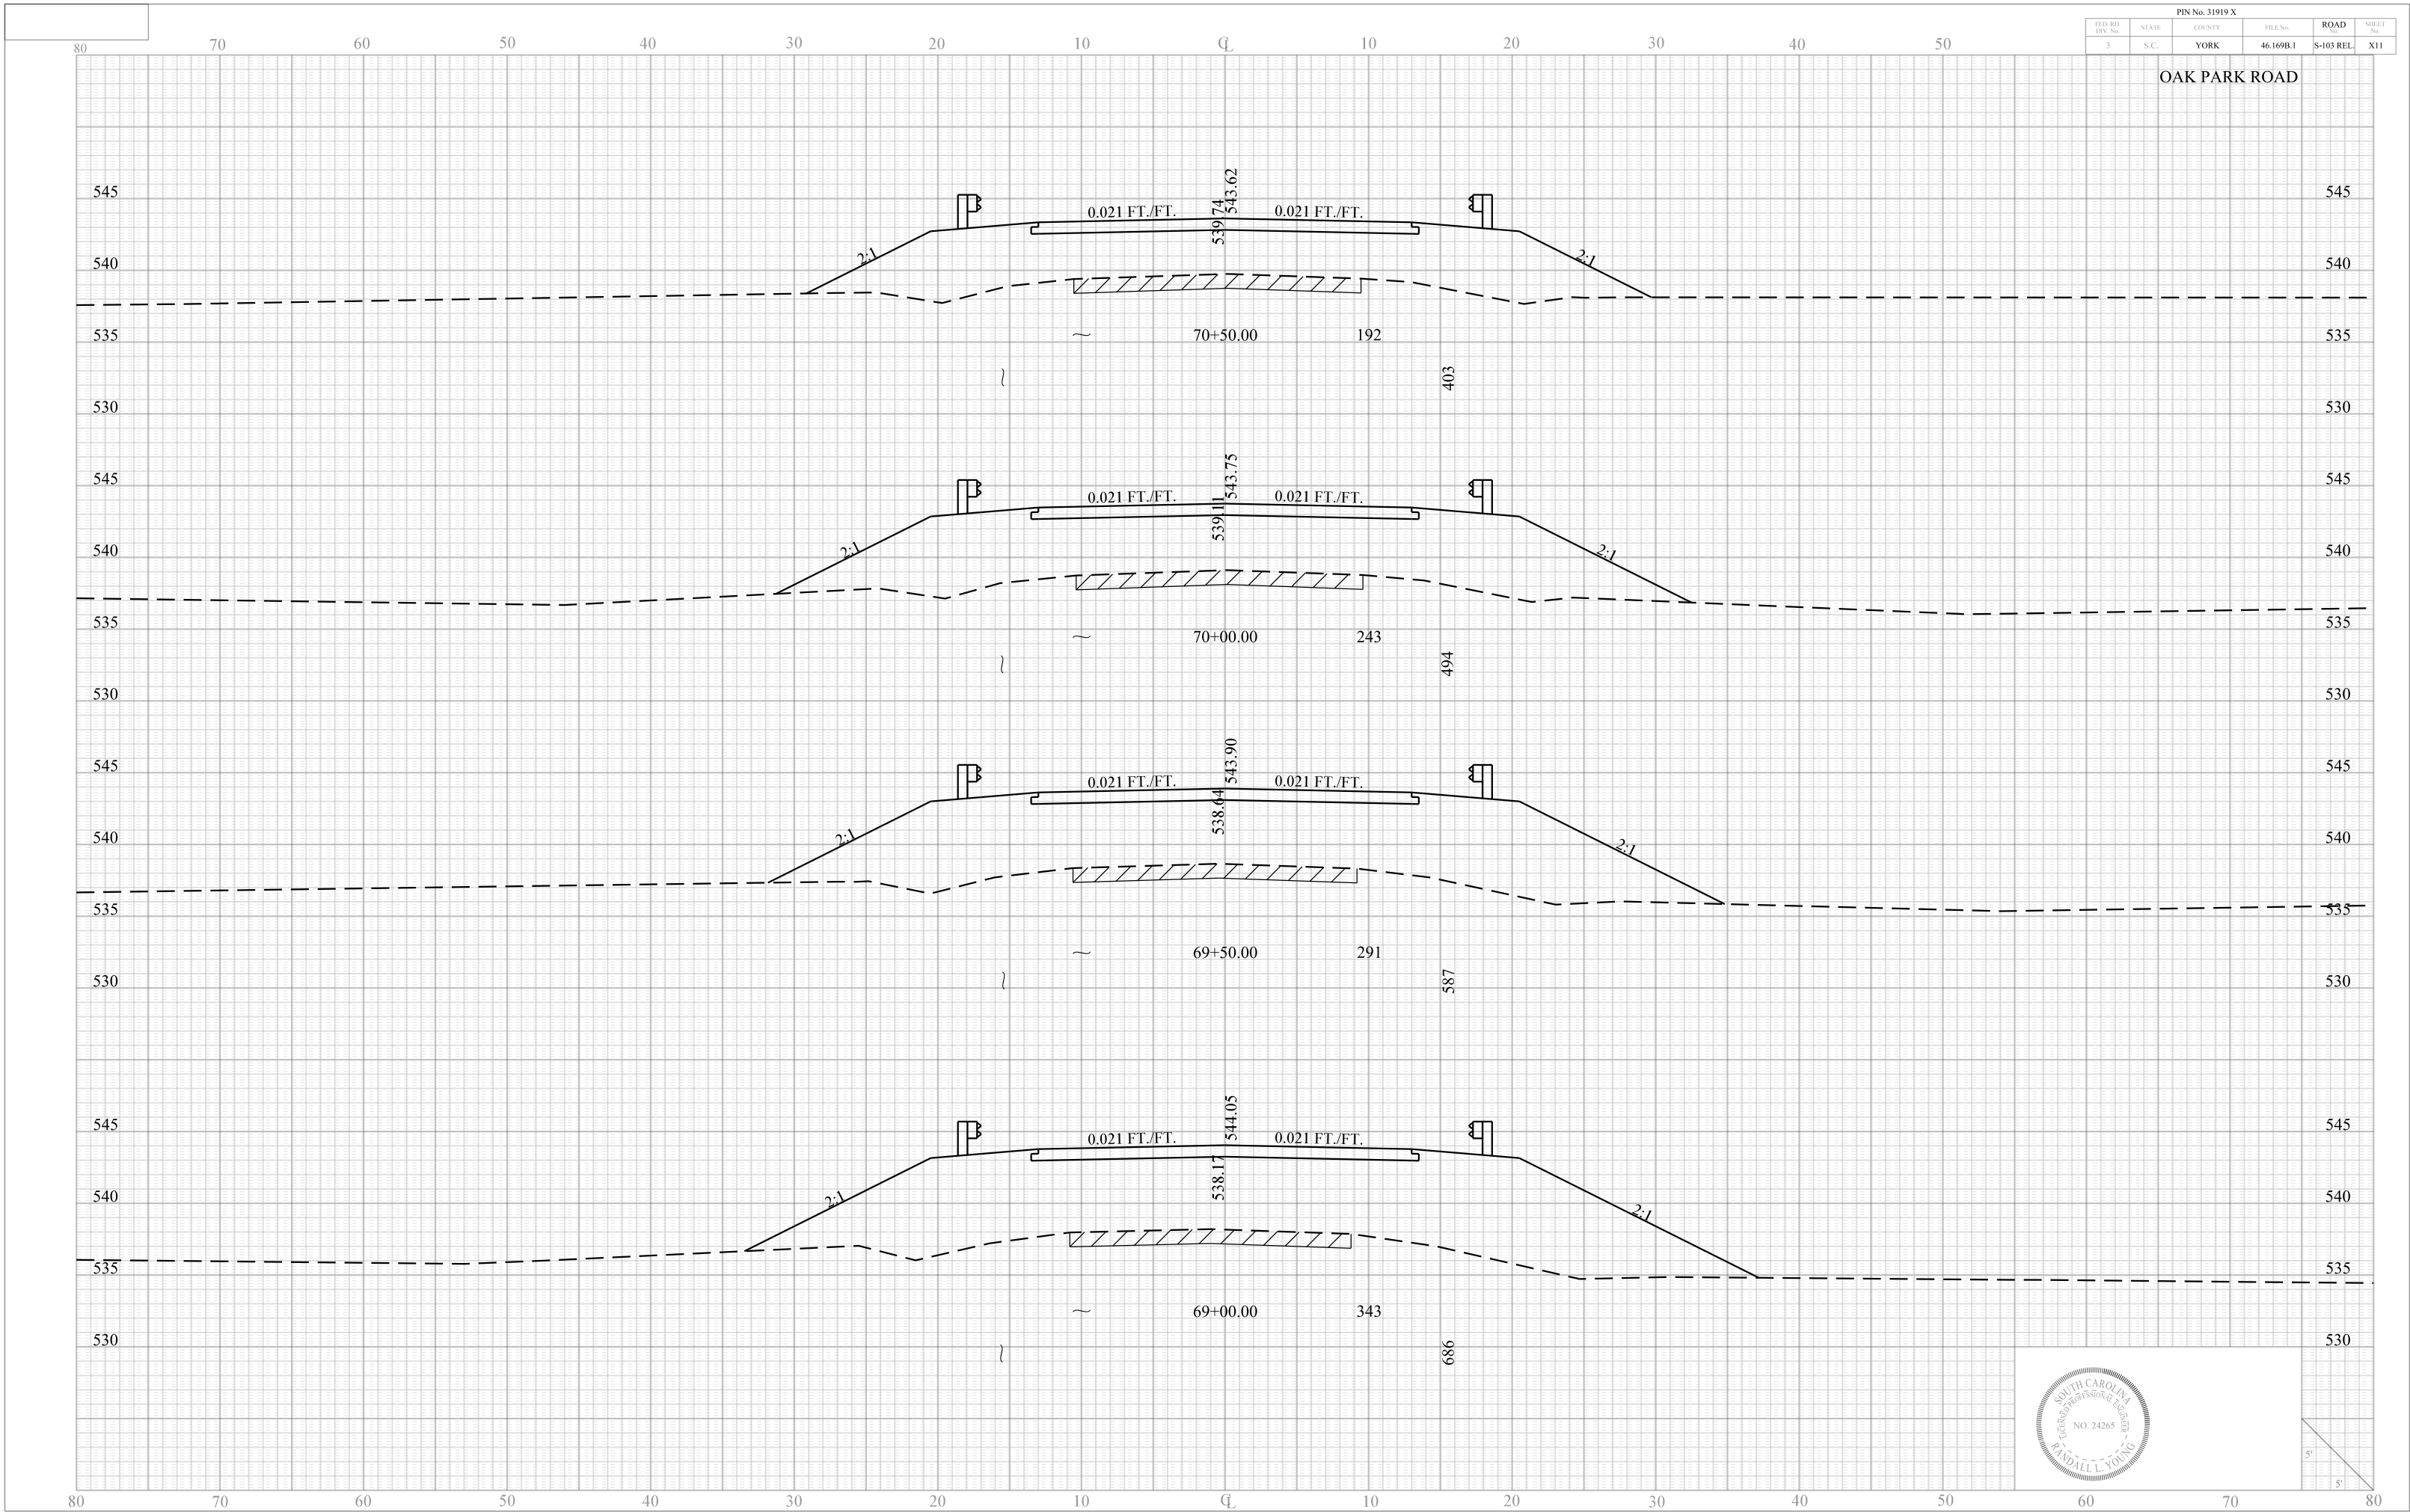 PIN No. 31919 X
FED. RD. DIV. No. STATE COUNTY FILE No. ROAD No. SHEET No.
3 S.C. YORK 46.169B.1 S-103 REL. X11
80 70 60 50 40 30 20 10 CL 10 20 30 40 50
OAK PARK ROAD
543.62
545 545
0.021 FT./FT. 539.74 0.021 FT./FT.
2:1 2:1
540 540
535 70+50.00 192 535
403
530 530
543.75
545 545
0.021 FT./FT. 539.11 0.021 FT./FT.
2:1 2:1
540 540
535 70+00.00 243 535
494
530 530
543.90
545 545
0.021 FT./FT. 538.64 0.021 FT./FT.
2:1 2:1
540 540
535 535
69+50.00 291
587
530 530
544.05
545 545
0.021 FT./FT. 538.17 0.021 FT./FT.
2:1 2:1
540 540
535 535
69+00.00 343
686
530 530
SOUTH CAROLINA
LICENSED PROFESSIONAL ENGINEER
NO. 24265
RANDALL L. YOUNG
5'
5'
80 70 60 50 40 30 20 10 CL 10 20 30 40 50 60 70 80